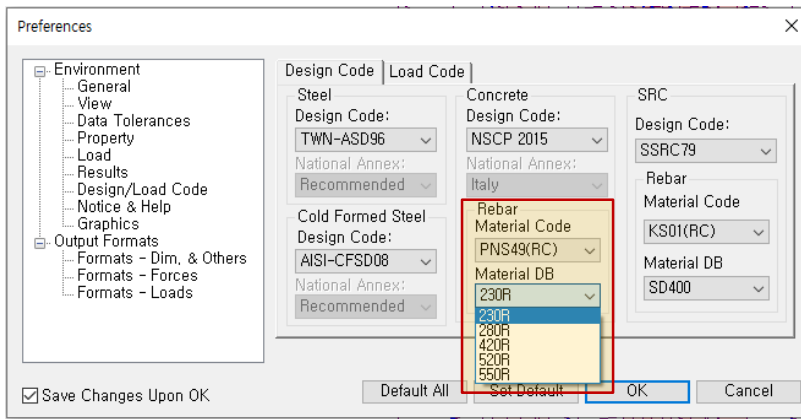 Preferences
Environment
General
View
Data Tolerances
Property
Load
Results
Design/Load Code
Notice & Help
Graphics
Output Formats
Formats - Dim, & Others
Formats - Forces
Formats - Loads
Save Changes Upon OK
Design Code
Load Code
Steel
Design Code:
TWN-ASD96
National Annex:
Recommended
Cold Formed Steel
Design Code:
AISI-CFSD08
National Annex:
Recommended
Concrete
Design Code:
NSCP 2015
National Annex:
Italy
Rebar
Material Code
PNS49(RC)
Material DB
230R
230R
280R
420R
520R
550R
SRC
Design Code:
SSRC79
Rebar
Material Code
KS01(RC)
Material DB
SD400
Default All
Set Default
OK
Cancel